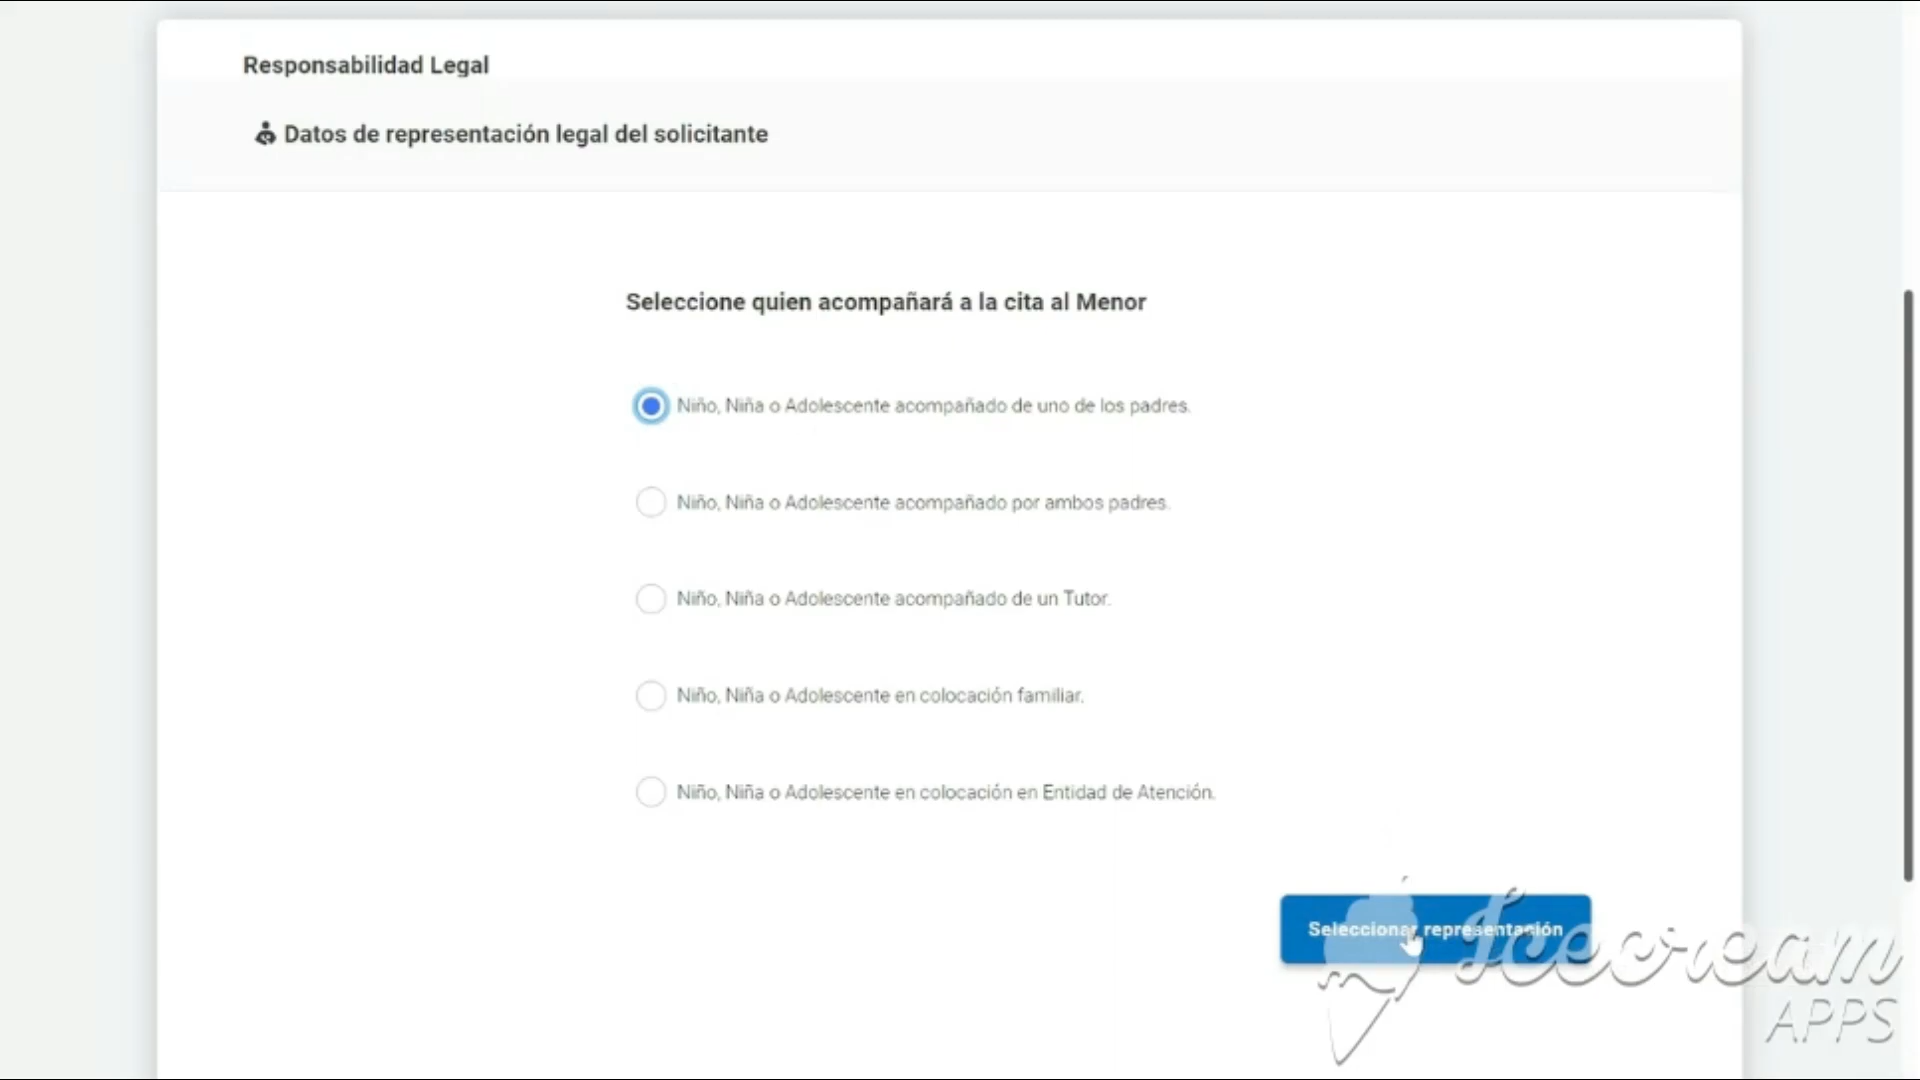 Responsabilidad Legal
Datos de representación legal del solicitante
Seleccione quien acompañará a la cita al Menor
Niño, Niña o Adolescente acompañado de uno de los padres.
Niño, Niña o Adolescente acompañado por ambos padres.
Niño, Niña o Adolescente acompañado de un Tutor.
Niño, Niña o Adolescente en colocación familiar.
Niño, Niña o Adolescente en colocación en Entidad de Atención.
Seleccionar representación
Icecream
APPS